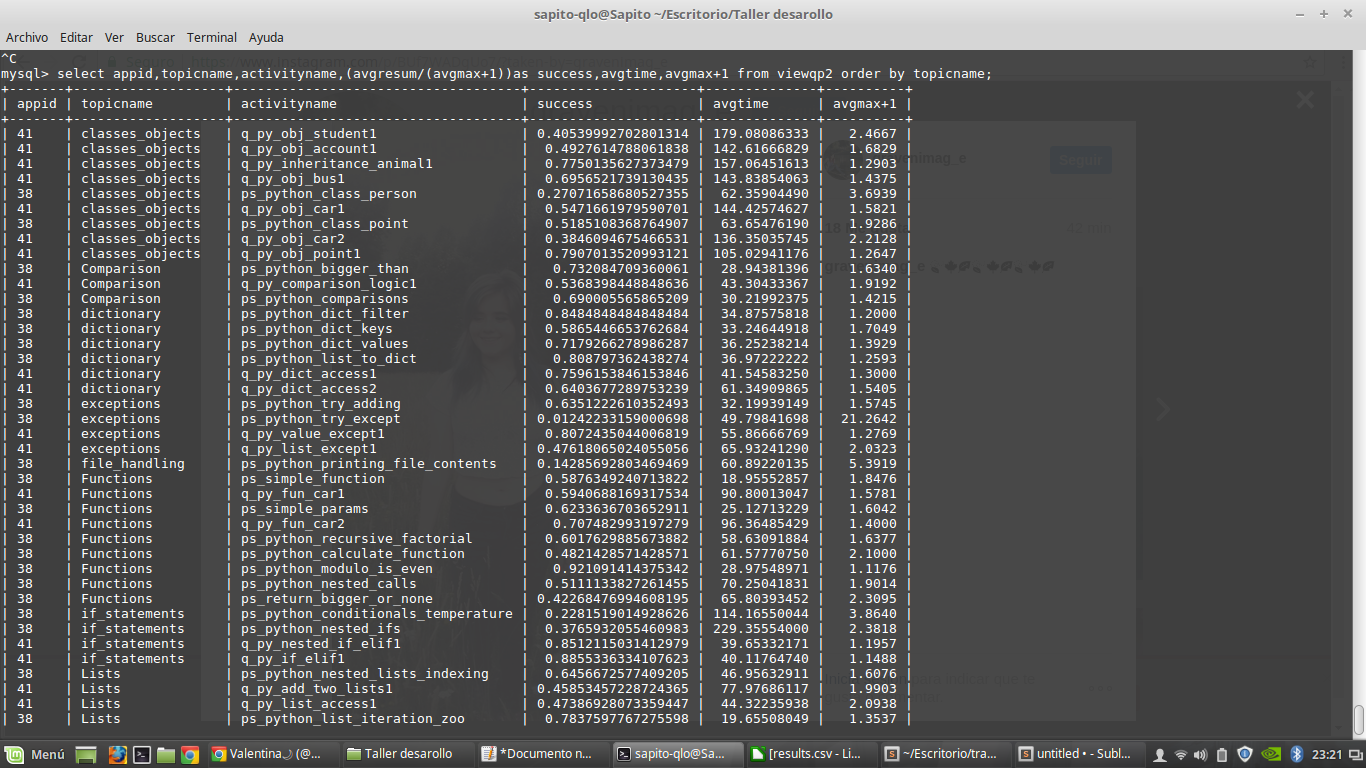 sapito-qlo@Sapito ~/Escritorio/Taller desarollo
Archivo Editar Ver Buscar Terminal Ayuda
^C
mysql> select appid,topicname,activityname,(avgresum/(avgmax+1))as success,avgtime,avgmax+1 from viewqp2 order by topicname;
+-------+-----------------+------------------------------------+---------------------+--------------+----------+
| appid | topicname | activityname | success | avgtime | avgmax+1 |
+-------+-----------------+------------------------------------+---------------------+--------------+----------+
| 41 | classes_objects | q_py_obj_student1 | 0.405399927028013​14 | 179.08086333 | 2.4667 |
| 41 | classes_objects | q_py_obj_account1 | 0.4927614788061838 | 142.61666829 | 1.6829 |
| 41 | classes_objects | q_py_inheritance_animal1 | 0.7750135627373479 | 157.06451613 | 1.2903 |
| 41 | classes_objects | q_py_obj_bus1 | 0.6956521739130435 | 143.83854063 | 1.4375 |
| 38 | classes_objects | ps_python_class_person | 0.27071658680527355 | 62.35904490 | 3.6939 |
| 41 | classes_objects | q_py_obj_car1 | 0.5471661979590701 | 144.42574627 | 1.5821 |
| 38 | classes_objects | ps_python_class_point | 0.5185108368764907 | 63.65476190 | 1.9286 |
| 41 | classes_objects | q_py_obj_car2 | 0.3846094675466531 | 136.35035745 | 2.2128 |
| 41 | classes_objects | q_py_obj_point1 | 0.7907013520993121 | 105.02941176 | 1.2647 |
| 38 | Comparison | ps_python_bigger_than | 0.732084709360061 | 28.94381396 | 1.6340 |
| 41 | Comparison | q_py_comparison_logic1 | 0.5368398448848636 | 43.30433367 | 1.9192 |
| 38 | Comparison | ps_python_comparisons | 0.690005565865209 | 30.21992375 | 1.4215 |
| 38 | dictionary | ps_python_dict_filter | 0.8484848484848484 | 34.87575818 | 1.2000 |
| 38 | dictionary | ps_python_dict_keys | 0.5865446653762684 | 33.24644918 | 1.7049 |
| 38 | dictionary | ps_python_dict_values | 0.7179266278986287 | 36.25238214 | 1.3929 |
| 38 | dictionary | ps_python_list_to_dict | 0.808797362438274 | 36.97222222 | 1.2593 |
| 41 | dictionary | q_py_dict_access1 | 0.7596153846153846 | 41.54583250 | 1.3000 |
| 41 | dictionary | q_py_dict_access2 | 0.6403677289753239 | 61.34909865 | 1.5405 |
| 38 | exceptions | ps_python_try_adding | 0.6351222610352493 | 32.19939149 | 1.5745 |
| 38 | exceptions | ps_python_try_except | 0.01242233159000698 | 49.79841698 | 21.2642 |
| 41 | exceptions | q_py_value_except1 | 0.8072435044006819 | 55.86666769 | 1.2769 |
| 41 | exceptions | q_py_list_except1 | 0.47618065024055056 | 65.93241290 | 2.0323 |
| 38 | file_handling | ps_python_printing_file_contents | 0.14285692803469469 | 60.89220135 | 5.3919 |
| 38 | Functions | ps_simple_function | 0.5876349240713822 | 18.95552857 | 1.8476 |
| 41 | Functions | q_py_fun_car1 | 0.5940688169317534 | 90.80013047 | 1.5781 |
| 38 | Functions | ps_simple_params | 0.6233636703652911 | 25.12713229 | 1.6042 |
| 41 | Functions | q_py_fun_car2 | 0.707482993197279 | 96.36485429 | 1.4000 |
| 38 | Functions | ps_python_recursive_factorial | 0.6017629885673882 | 58.63091884 | 1.6377 |
| 38 | Functions | ps_python_calculate_function | 0.4821428571428571 | 61.57770750 | 2.1000 |
| 38 | Functions | ps_python_modulo_is_even | 0.921091414375342 | 28.97548971 | 1.1176 |
| 38 | Functions | ps_python_nested_calls | 0.5111133827261455 | 70.25041831 | 1.9014 |
| 38 | Functions | ps_return_bigger_or_none | 0.42268476994608195 | 65.80393452 | 2.3095 |
| 38 | if_statements | ps_python_conditionals_temperature | 0.2281519014928626 | 114.16550044 | 3.8640 |
| 38 | if_statements | ps_python_nested_ifs | 0.3765932055460983 | 229.35554000 | 2.3818 |
| 41 | if_statements | q_py_nested_if_elif1 | 0.8512115031412979 | 39.65332171 | 1.1957 |
| 41 | if_statements | q_py_if_elif1 | 0.8855336334107623 | 40.11764740 | 1.1488 |
| 38 | Lists | ps_python_nested_lists_indexing | 0.6456672577409205 | 46.95632911 | 1.6076 |
| 41 | Lists | q_py_add_two_lists1 | 0.45853457228724365 | 77.97686117 | 1.9903 |
| 41 | Lists | q_py_list_access1 | 0.47386928073359447 | 44.32235938 | 2.0938 |
| 38 | Lists | ps_python_list_iteration_zoo | 0.7837597767275598 | 19.65508049 | 1.3537 |
Seguir
Menú Valentina🌙 (@... Taller desarollo *Documento n... sapito-qlo@Sa... [results.csv - Li... ~/Escritorio/tra... untitled • - Subl... 23:21